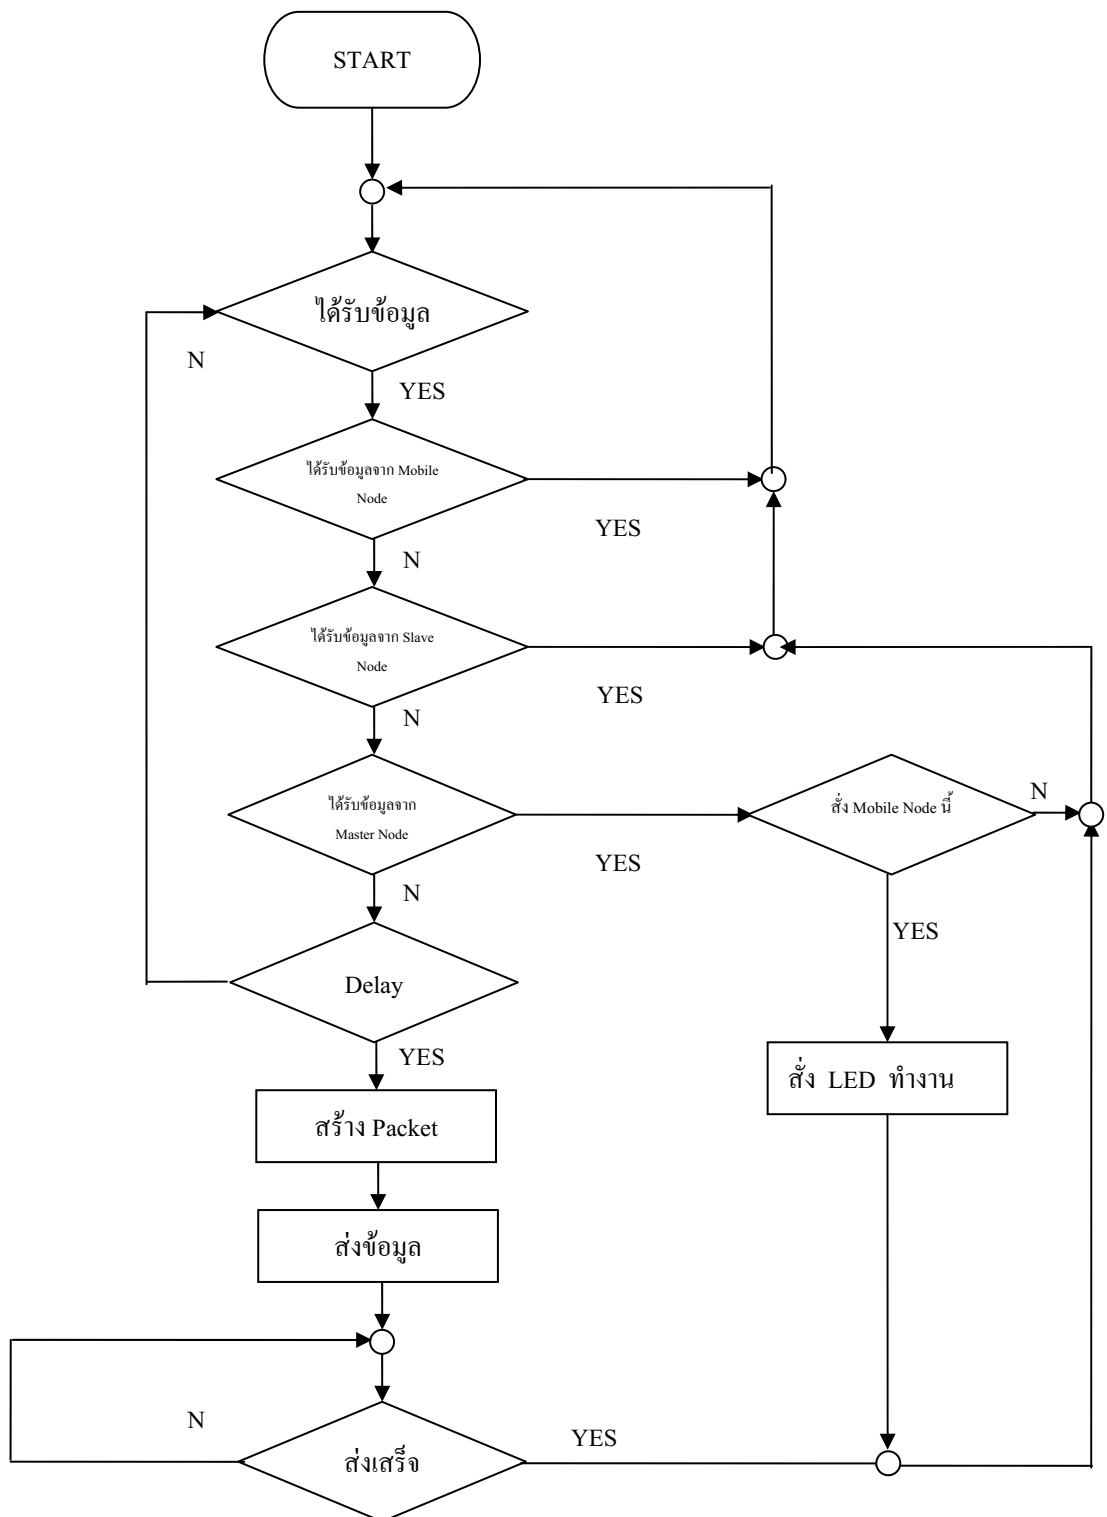 START
ได้รับข้อมูล
N
YES
ได้รับข้อมูลจาก Mobile
Node
YES
N
ได้รับข้อมูลจาก Slave
Node
YES
N
ได้รับข้อมูลจาก
Master Node
YES
สั่ง Mobile Node นี้
N
N
YES
Delay
YES
สั่ง LED ทำงาน
สร้าง Packet
ส่งข้อมูล
N
YES
ส่งเสร็จ